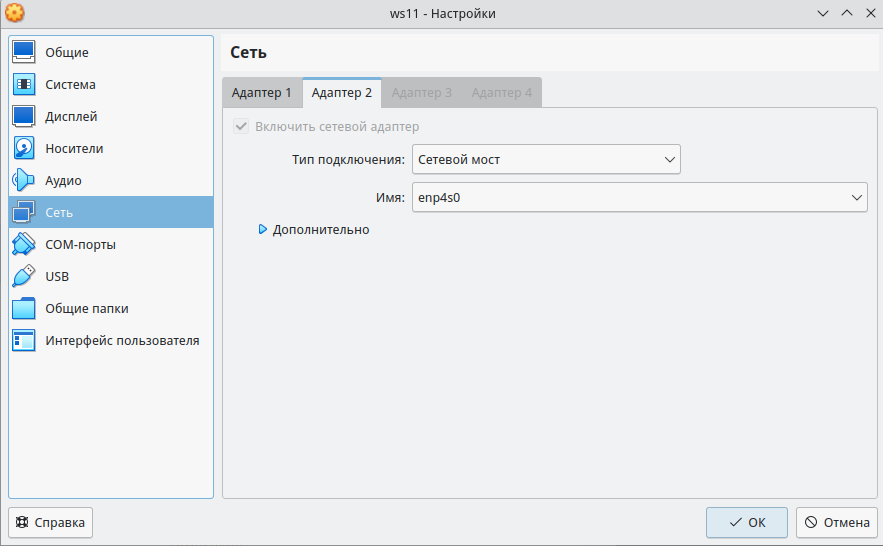 ws11 - Настройки
Общие
Система
Дисплей
Носители
Аудио
Сеть
COM-порты
USB
Общие папки
Интерфейс пользователя
Сеть
Адаптер 1 Адаптер 2 Адаптер 3 Адаптер 4
Включить сетевой адаптер
Тип подключения: Сетевой мост
Имя: enp4s0
Дополнительно
Справка
OK
Отмена